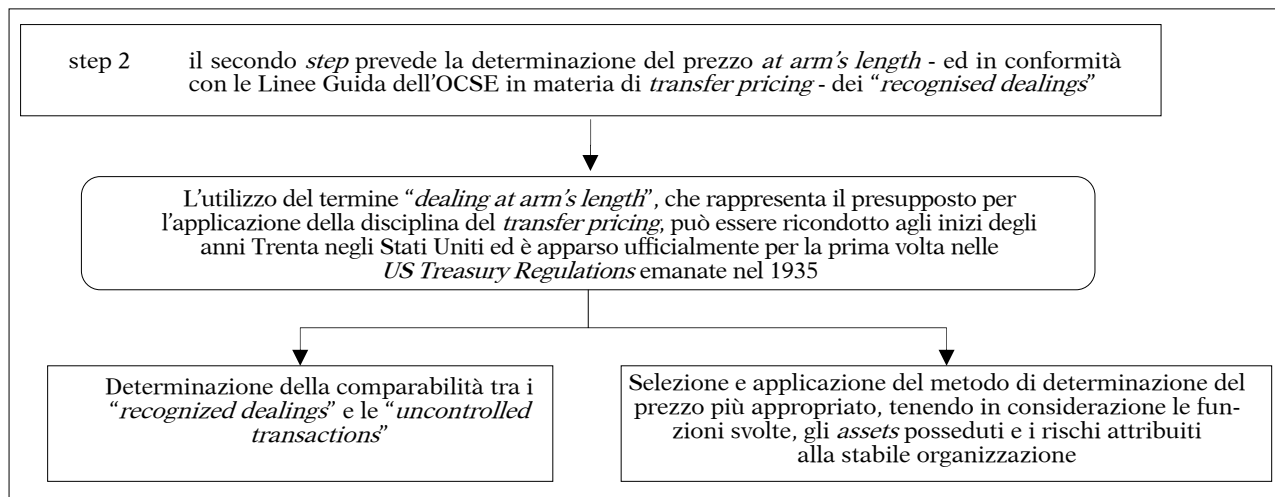 step 2 il secondo step prevede la determinazione del prezzo at arm's length - ed in conformità
con le Linee Guida dell'OCSE in materia di transfer pricing - dei “recognised dealings”
L'utilizzo del termine “dealing at arm's length”, che rappresenta il presupposto per
l'applicazione della disciplina del transfer pricing, può essere ricondotto agli inizi degli
anni Trenta negli Stati Uniti ed è apparso ufficialmente per la prima volta nelle
US Treasury Regulations emanate nel 1935
Determinazione della comparabilità tra i
“recognized dealings” e le “uncontrolled
transactions”
Selezione e applicazione del metodo di determinazione del
prezzo più appropriato, tenendo in considerazione le fun-
zioni svolte, gli assets posseduti e i rischi attribuiti
alla stabile organizzazione